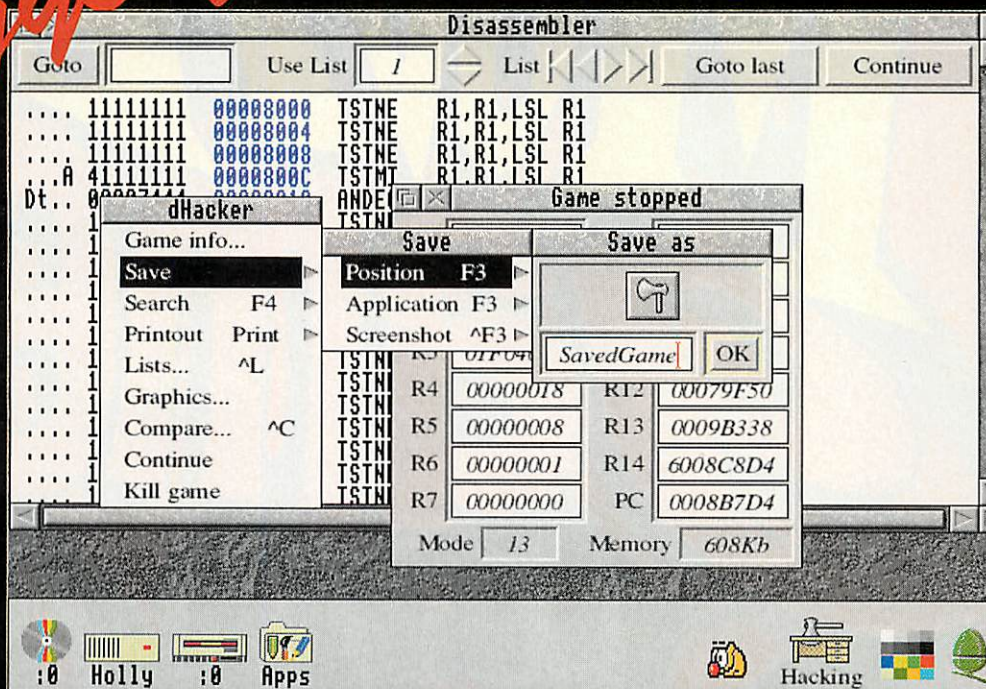 Disassembler
Goto Use List 1 List Goto last Continue
.... 11111111 00008000 TSTNE R1,R1,LSL R1
.... 11111111 00008004 TSTNE R1,R1,LSL R1
.... 11111111 00008008 TSTNE R1,R1,LSL R1
...A 41111111 0000800C TSTMI R1,R1,LSL R1
Dt..
Game stopped
dHacker
Game info...
Save
Search F4
Printout Print
Lists... ^L
Graphics...
Compare... ^C
Continue
Kill game
Save
Position F3
Application F3
Screenshot ^F3
Save as
SavedGame OK
R4 00000018 R12 00079F50
R5 00000008 R13 0009B338
R6 00000001 R14 6008C8D4
R7 00000000 PC 0008B7D4
Mode 13 Memory 608Kb
:0 Holly :0 Apps Hacking